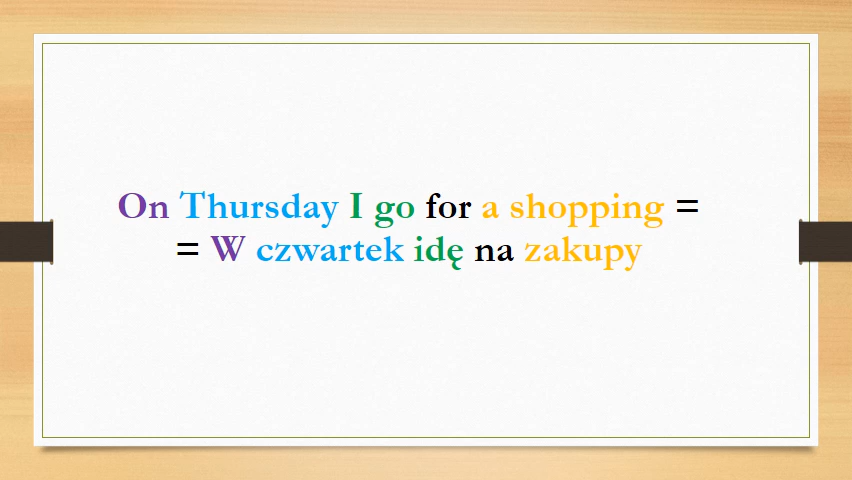 On Thursday I go for a shopping =
= W czwartek idę na zakupy